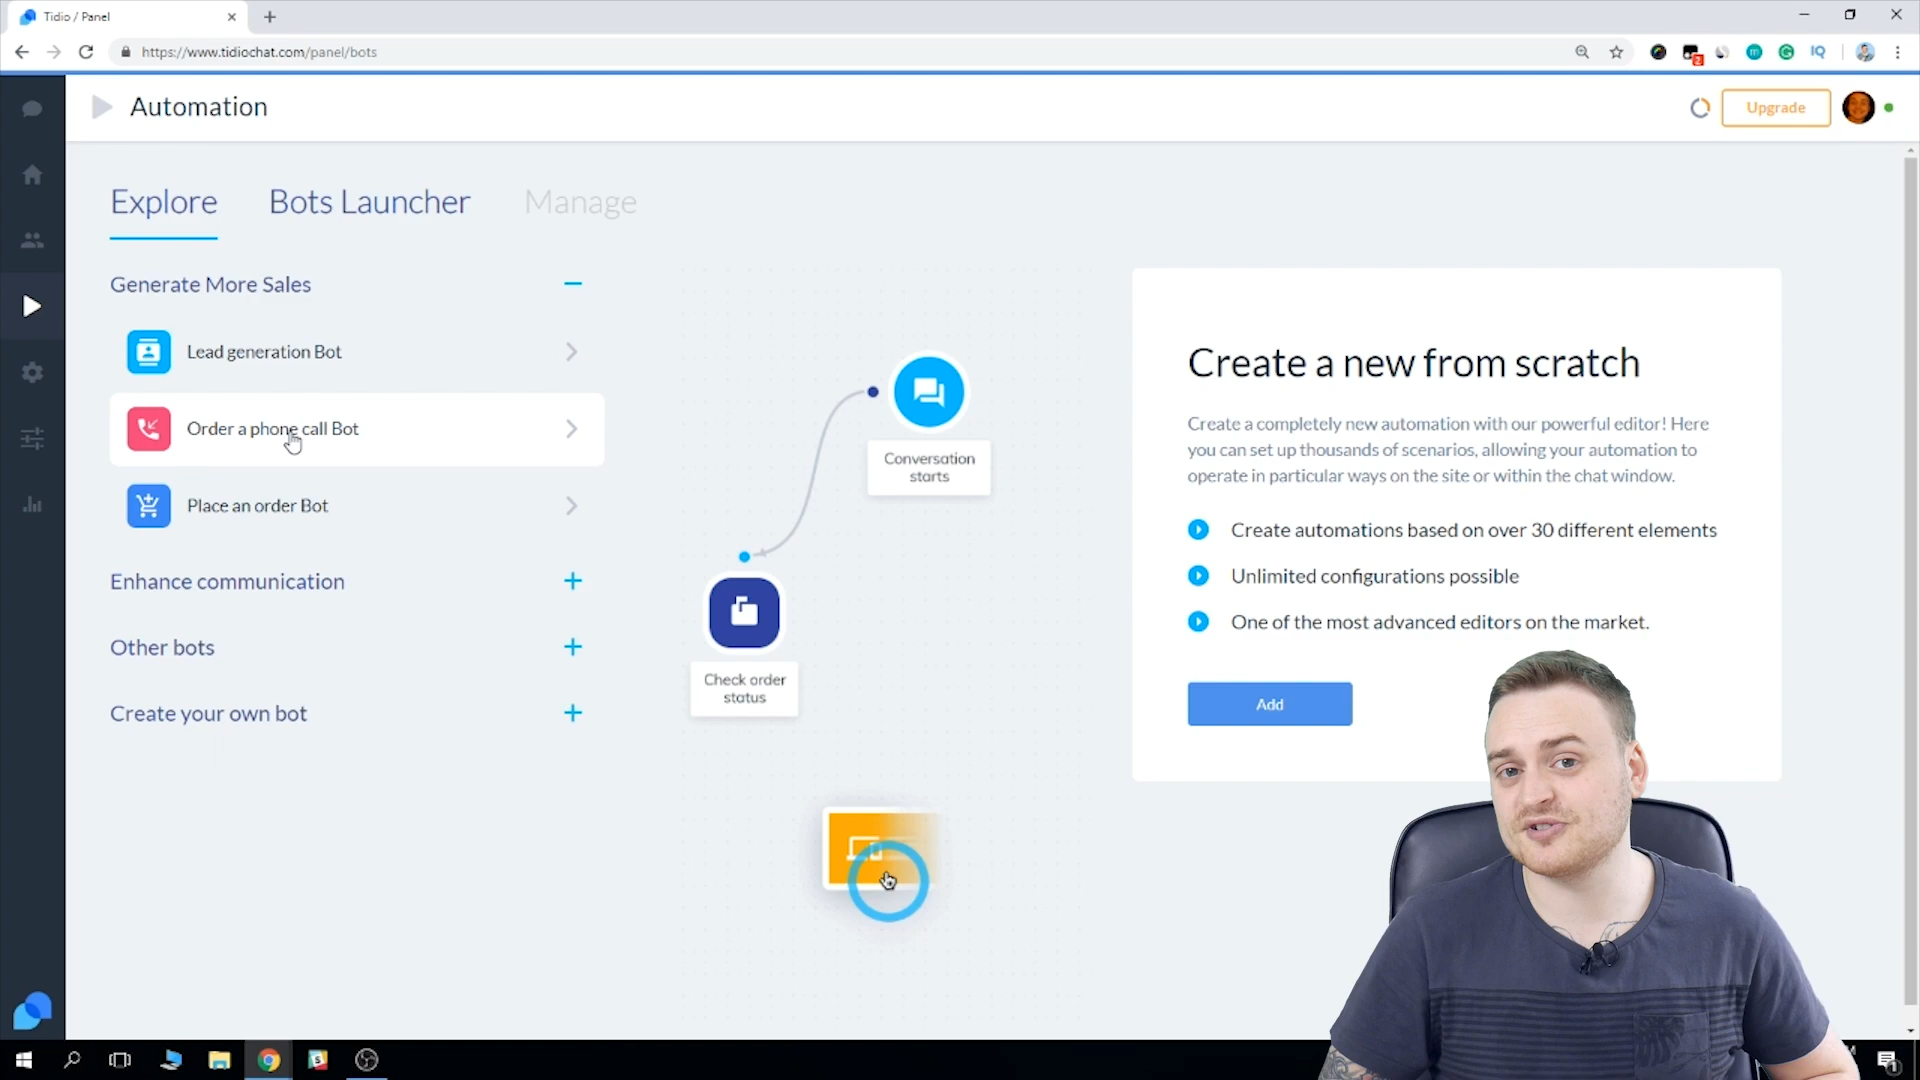 Tidio / Panel
https://www.tidiochat.com/panel/bots
2
m
G
IQ
Automation
Upgrade
Explore
Bots Launcher
Manage
Generate More Sales
Lead generation Bot
Order a phone call Bot
Place an order Bot
Enhance communication
Other bots
Create your own bot
Conversation
starts
Check order
status
Create a new from scratch
Create a completely new automation with our powerful editor! Here
you can set up thousands of scenarios, allowing your automation to
operate in particular ways on the site or within the chat window.
Create automations based on over 30 different elements
Unlimited configurations possible
One of the most advanced editors on the market.
Add